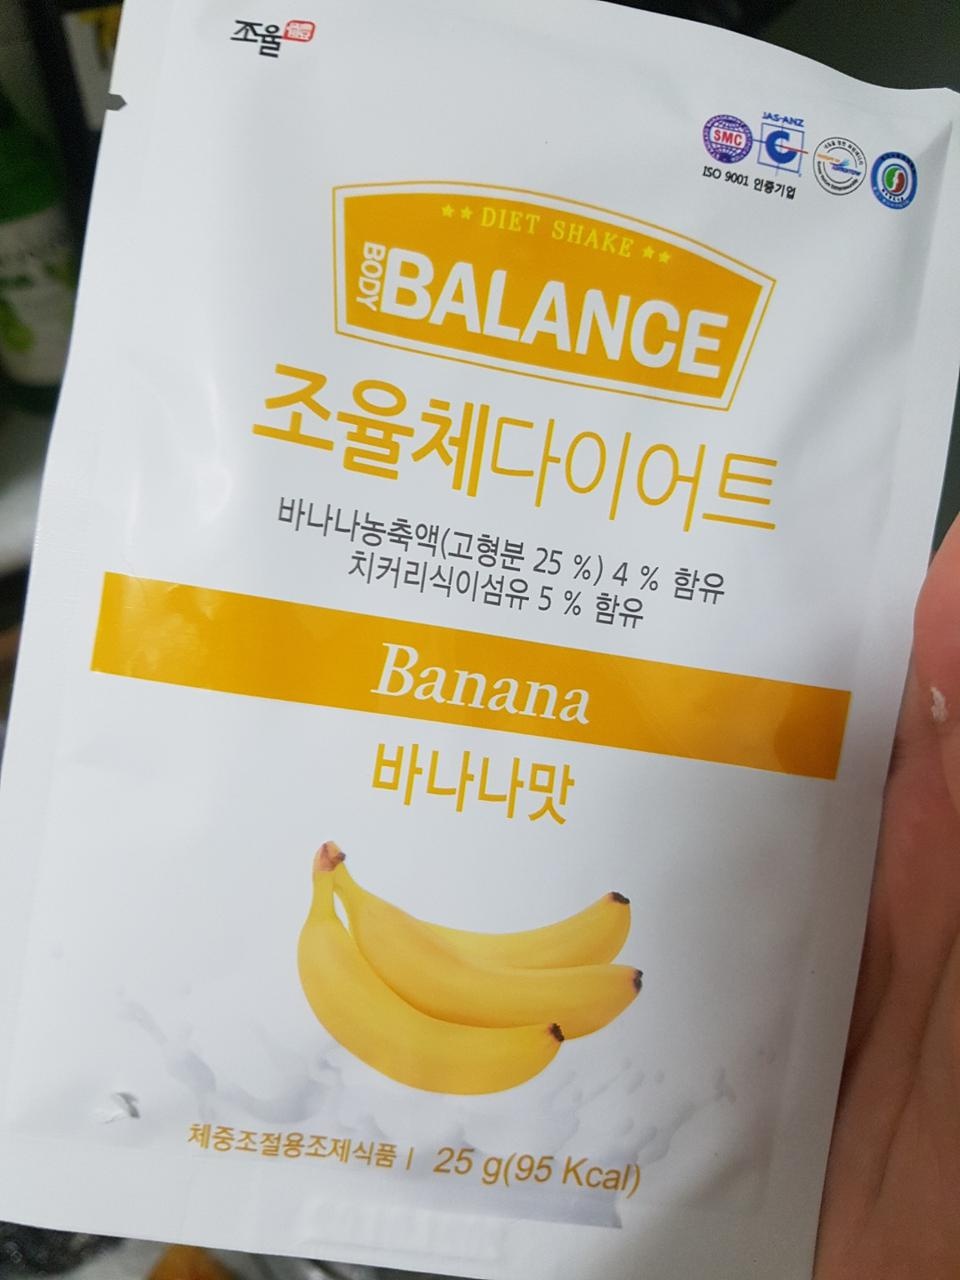 조율
SMC
JAS-ANZ
C
ISO 9001 인증기업
★★ DIET SHAKE ★★
BODY
BALANCE
조율체다이어트
바나나농축액(고형분 25 %) 4 % 함유
치커리식이섬유 5 % 함유
Banana
바나나맛
체중조절용조제식품 | 25 g(95 Kcal)